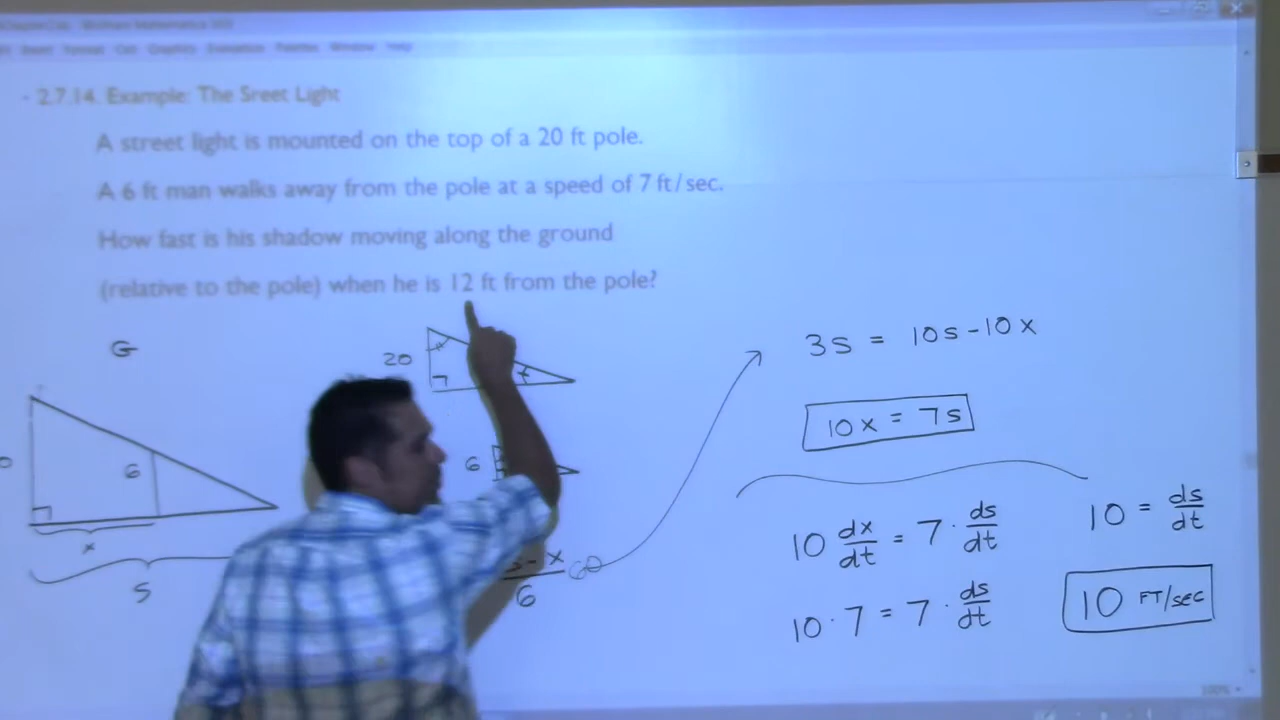 - 2.7.14. Example: The Sreet Light
A street light is mounted on the top of a 20 ft pole.
A 6 ft man walks away from the pole at a speed of 7 ft/sec.
How fast is his shadow moving along the ground
(relative to the pole) when he is 12 ft from the pole?
G
20
6
x
S
6
x
6
3s = 10s - 10x
10x = 7s
10 dx/dt = 7 · ds/dt
10 · 7 = 7 · ds/dt
10 = ds/dt
10 FT/SEC
100%